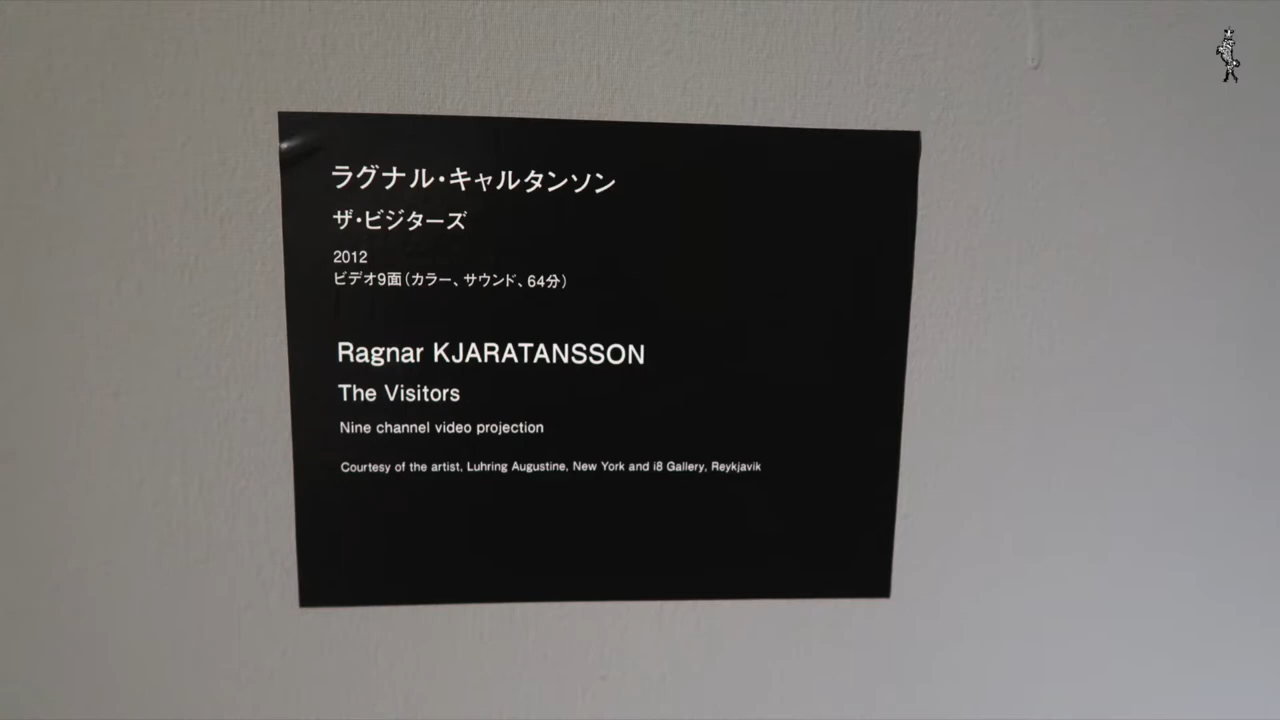 ラグナル・キャルタンソン
ザ・ビジターズ
2012
ビデオ9面（カラー、サウンド、64分）
Ragnar KJARATANSSON
The Visitors
Nine channel video projection
Courtesy of the artist, Luhring Augustine, New York and i8 Gallery, Reykjavik